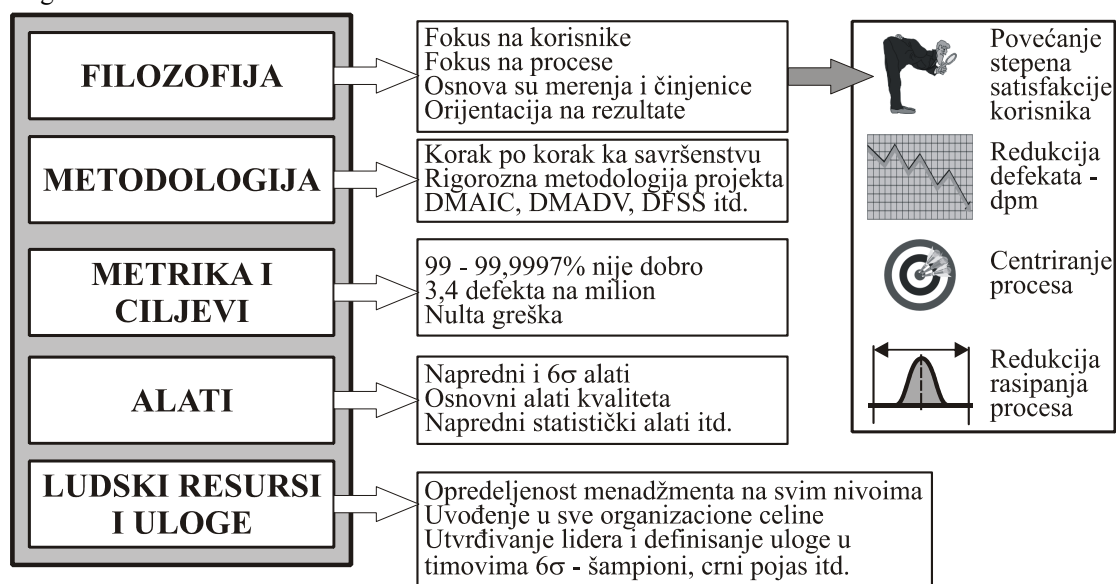 FILOZOFIJA
Fokus na korisnike
Fokus na procese
Osnova su merenja i činjenice
Orijentacija na rezultate
METODOLOGIJA
Korak po korak ka savršenstvu
Rigorozna metodologija projekta
DMAIC, DMADV, DFSS itd.
METRIKA I
CILJEVI
99 - 99,9997% nije dobro
3,4 defekta na milion
Nulta greška
ALATI
Napredni i 6σ alati
Osnovni alati kvaliteta
Napredni statistički alati itd.
LUDSKI RESURSI
I ULOGE
Opredeljenost menadžmenta na svim nivoima
Uvođenje u sve organizacione celine
Utvrđivanje lidera i definisanje uloge u
timovima 6σ - šampioni, crni pojas itd.
Povećanje
stepena
satisfakcije
korisnika
Redukcija
defekata -
dpm
Centriranje
procesa
Redukcija
rasipanja
procesa